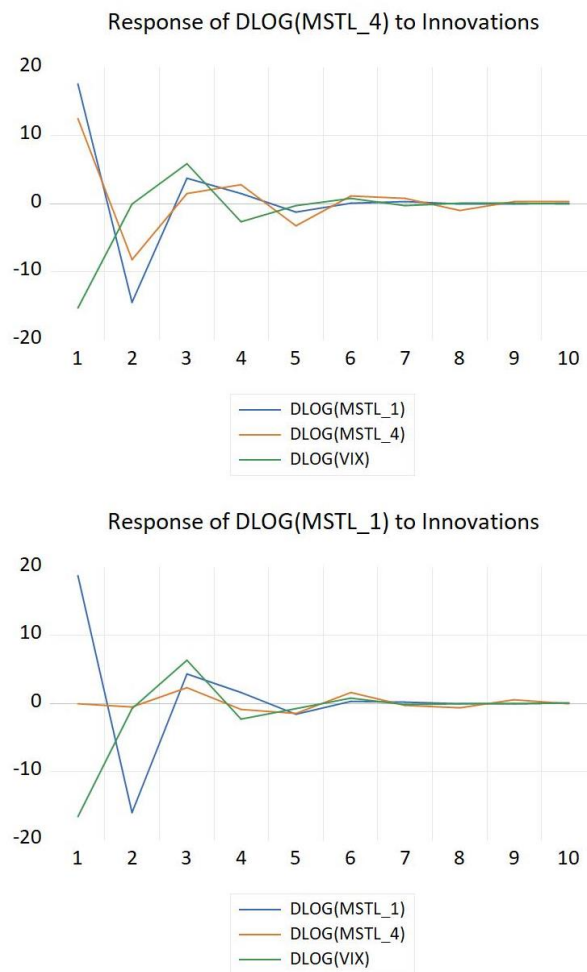 Response of DLOG(MSTL_4) to Innovations
20
10
0
-10
-20
1 2 3 4 5 6 7 8 9 10
DLOG(MSTL_1)
DLOG(MSTL_4)
DLOG(VIX)
Response of DLOG(MSTL_1) to Innovations
20
10
0
-10
-20
1 2 3 4 5 6 7 8 9 10
DLOG(MSTL_1)
DLOG(MSTL_4)
DLOG(VIX)